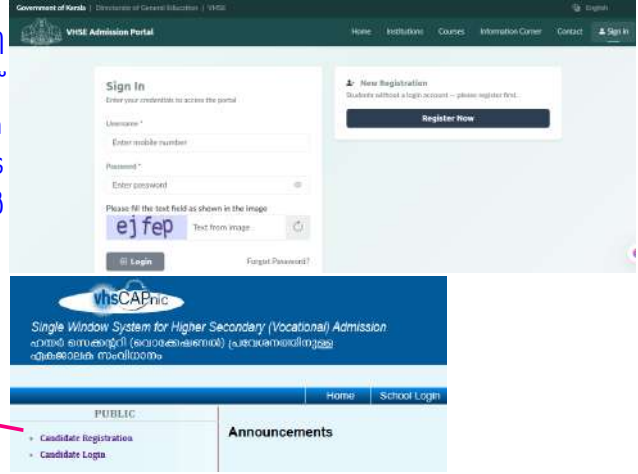 Government of Kerala | Directorate of General Education | VHSE
English
VHSE Admission Portal
Home Institutions Courses Information Corner Contact Sign in
Sign In
Enter your credentials to access the portal
Username *
Enter mobile number
Password *
Enter password
Please fill the text field as shown in the image
ejfep
Text from image
Login
Forgot Password?
New Registration
Students without a login account – please register first.
Register Now
vhsCAPnic
Single Window System for Higher Secondary (Vocational) Admission
ഹയർ സെക്കന്ററി (വൊക്കേഷണൽ) പ്രവേശനത്തിനുള്ള
ഏകജാലക സംവിധാനം
Home School Login
PUBLIC
Candidate Registration
Candidate Login
Announcements